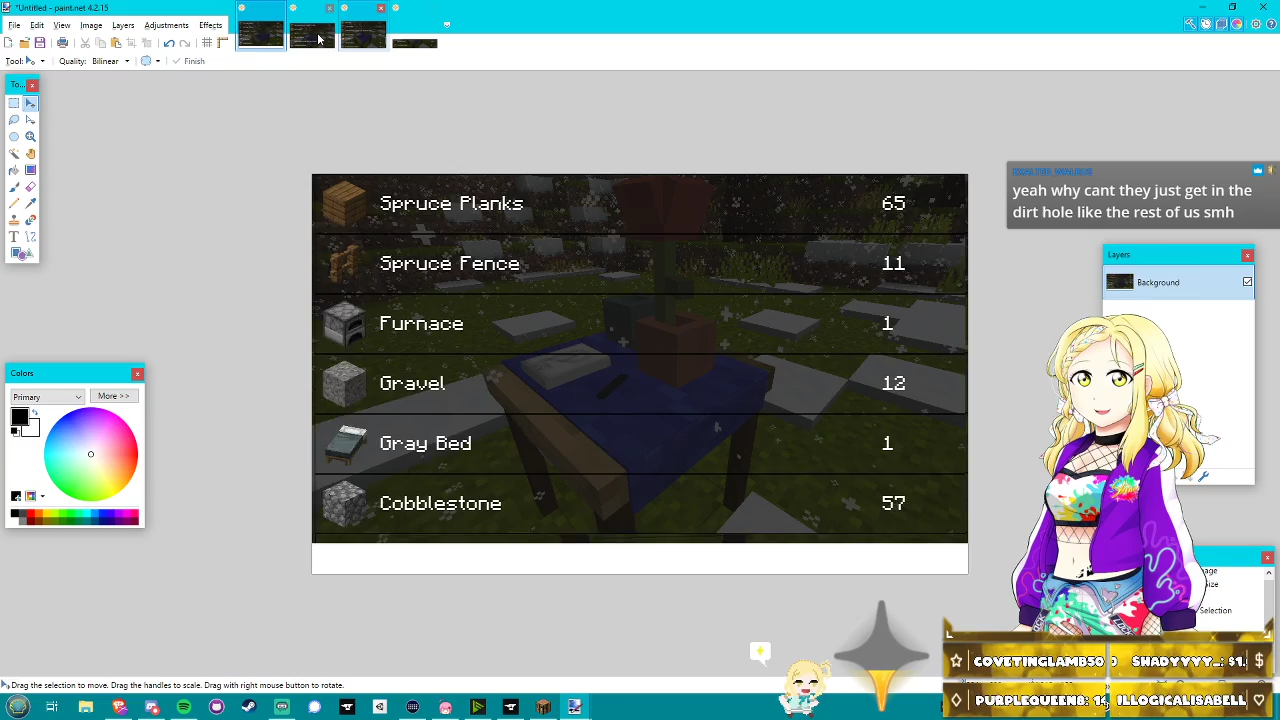 *Untitled - paint.net 4.2.15
File Edit View Image Layers Adjustments Effects
Tool: Quality: Bilinear Finish
To...
Spruce Planks 65
Spruce Fence 11
Furnace 1
Gravel 12
Gray Bed 1
Cobblestone 57
yeah why cant they just get in the
dirt hole like the rest of us smh
Layers
Background
Colors
Primary More >>
Selection
COVETINGLAMB50
SHADYVYV_: $1.
$
PURPLEQUEEN8: 14
ILLOGICALISABELL
Drag the selection to move. Drag the handles to scale. Drag with right mouse button to rotate.